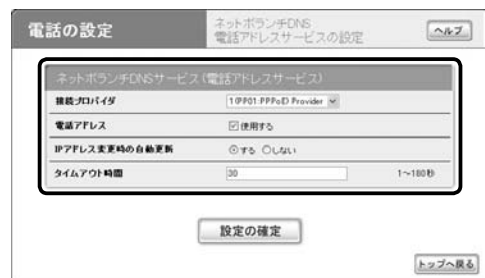 電話の設定
ネットボランチDNS
電話アドレスサービスの設定
ヘルプ
ネットボランチDNSサービス(電話アドレスサービス)
接続プロバイダ
1(PP01:PPPoE) Provider
電話アドレス
使用する
IPアドレス変更時の自動更新
する しない
タイムアウト時間
30
1～180秒
設定の確定
トップへ戻る